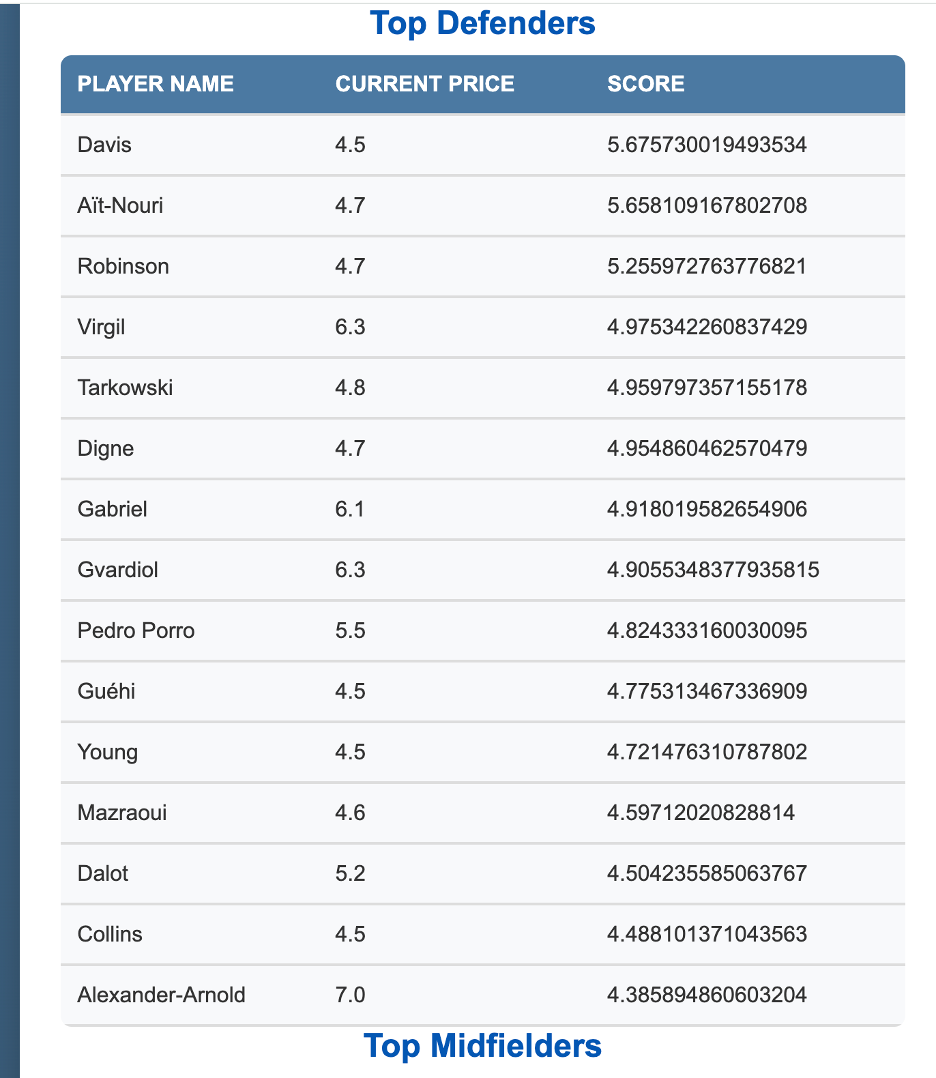 Top Defenders
PLAYER NAME CURRENT PRICE SCORE
Davis 4.5 5.675730019493534
Aït-Nouri 4.7 5.658109167802708
Robinson 4.7 5.255972763776821
Virgil 6.3 4.975342260837429
Tarkowski 4.8 4.959797357155178
Digne 4.7 4.954860462570479
Gabriel 6.1 4.918019582654906
Gvardiol 6.3 4.9055348377935815
Pedro Porro 5.5 4.824333160030095
Guéhi 4.5 4.775313467336909
Young 4.5 4.721476310787802
Mazraoui 4.6 4.59712020828814
Dalot 5.2 4.504235585063767
Collins 4.5 4.488101371043563
Alexander-Arnold 7.0 4.385894860603204
Top Midfielders